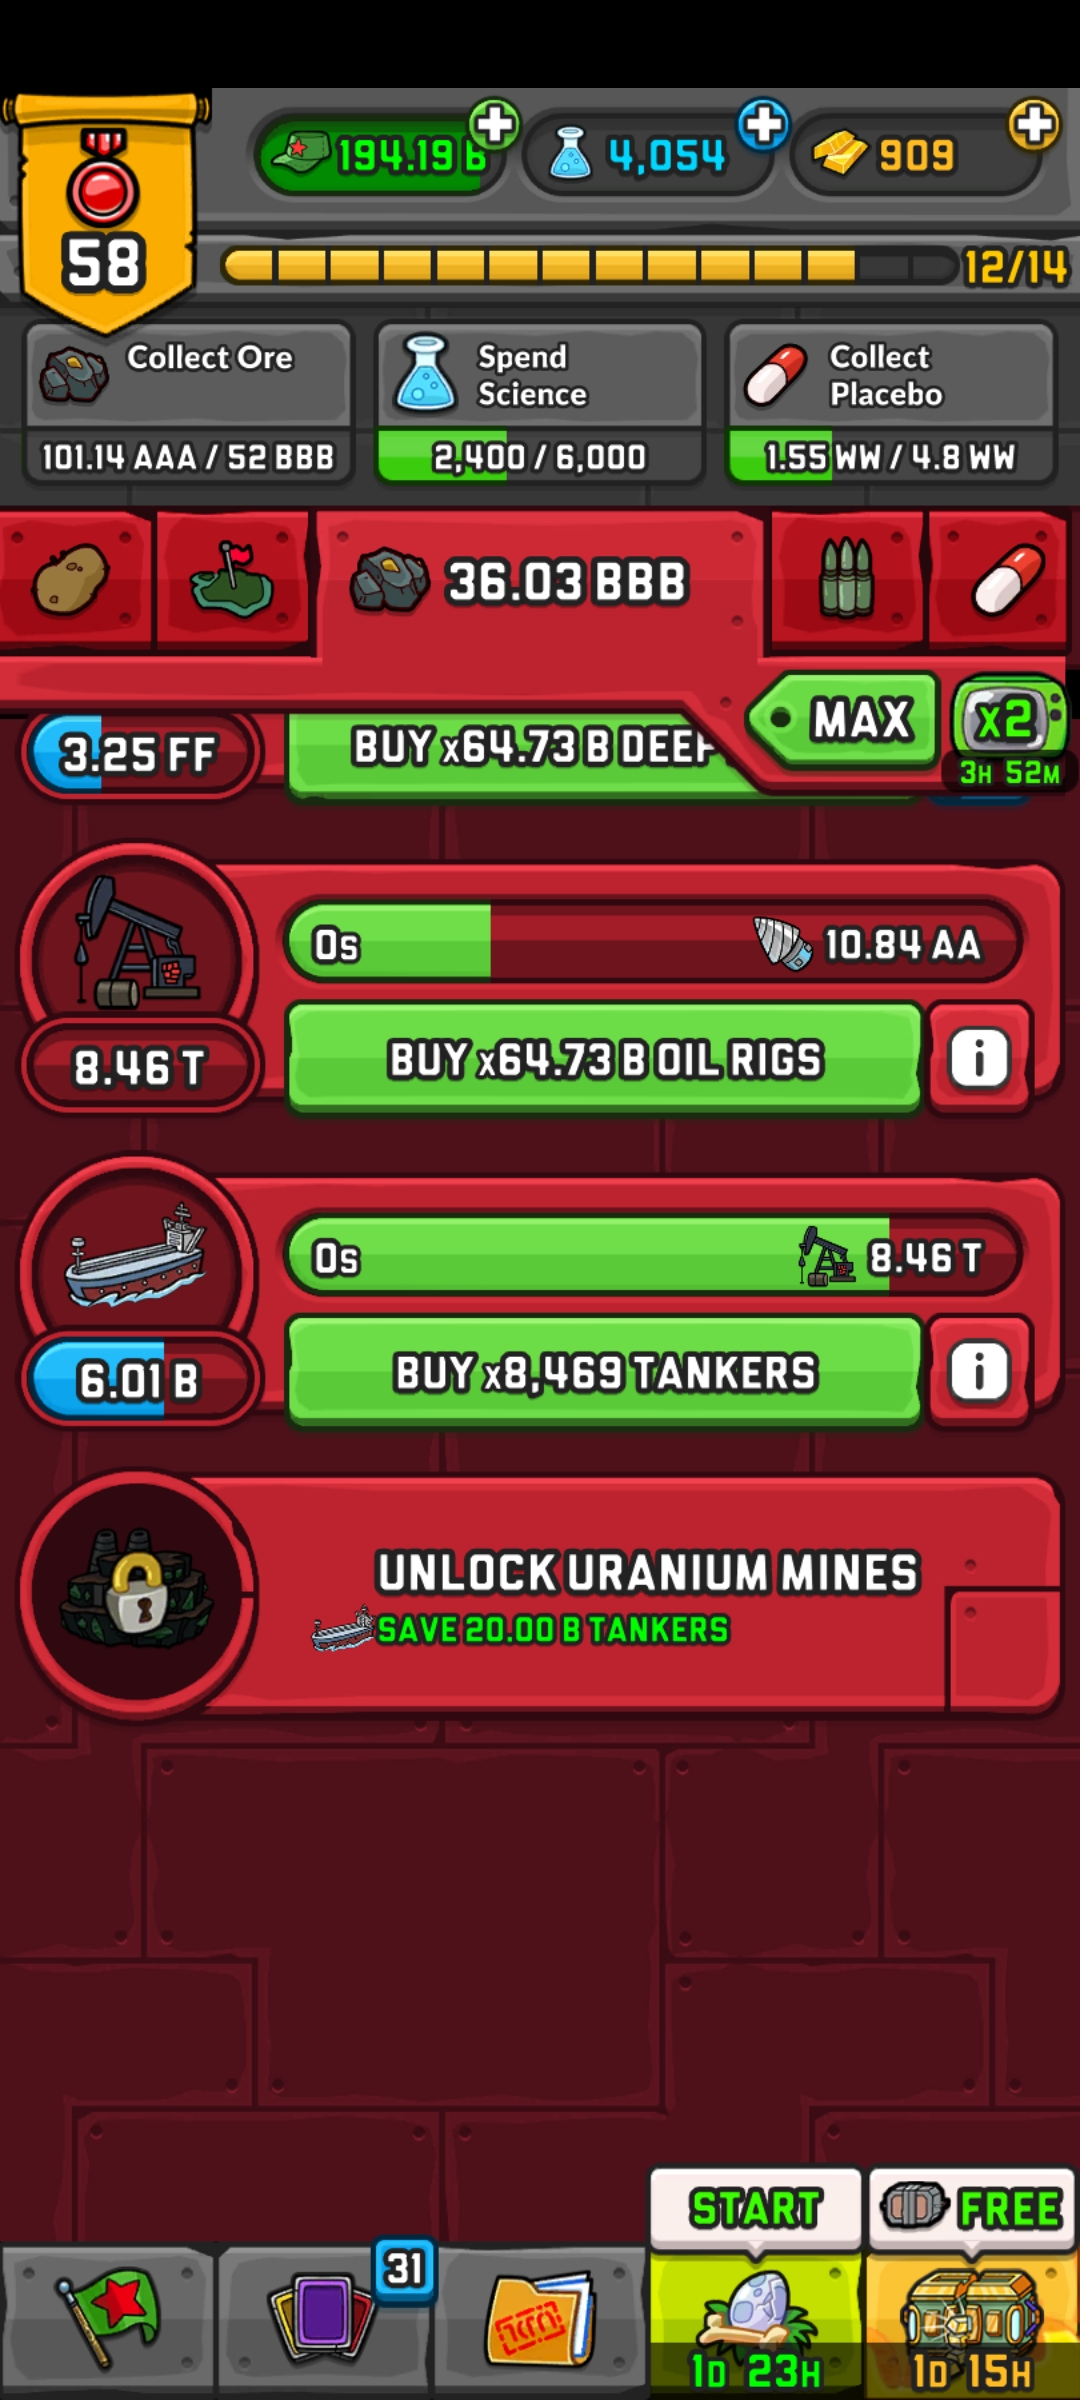 58
194.19 B
4,054
909
12/14
Collect Ore
101.14 AAA / 52 BBB
Spend
Science
2,400 / 6,000
Collect
Placebo
1.55 WW / 4.8 WW
36.03 BBB
MAX
x2
3H 52M
3.25 FF
BUY x64.73 B DEEP
0s
10.84 AA
8.46 T
BUY x64.73 B OIL RIGS
i
0s
8.46 T
6.01 B
BUY x8,469 TANKERS
i
UNLOCK URANIUM MINES
SAVE 20.00 B TANKERS
START
FREE
31
1D 23H
1D 15H